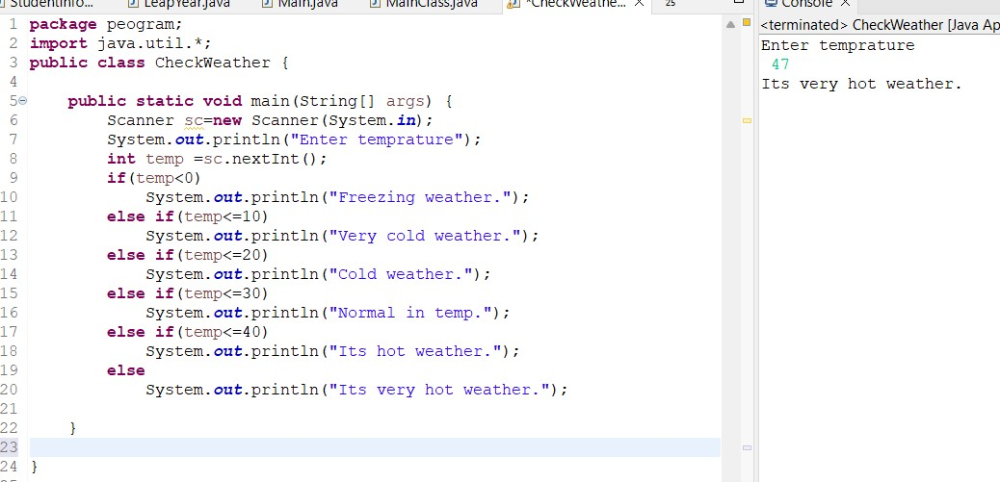 StudentInfo... LeapYear.java Main.java MainClass.java *CheckWeathe... 25
Console
1 package peogram;
2 import java.util.*;
3 public class CheckWeather {
4
5 public static void main(String[] args) {
6 Scanner sc=new Scanner(System.in);
7 System.out.println("Enter temprature");
8 int temp =sc.nextInt();
9 if(temp<0)
10 System.out.println("Freezing weather.");
11 else if(temp<=10)
12 System.out.println("Very cold weather.");
13 else if(temp<=20)
14 System.out.println("Cold weather.");
15 else if(temp<=30)
16 System.out.println("Normal in temp.");
17 else if(temp<=40)
18 System.out.println("Its hot weather.");
19 else
20 System.out.println("Its very hot weather.");
21
22 }
23
24 }
<terminated> CheckWeather [Java Ap
Enter temprature
47
Its very hot weather.